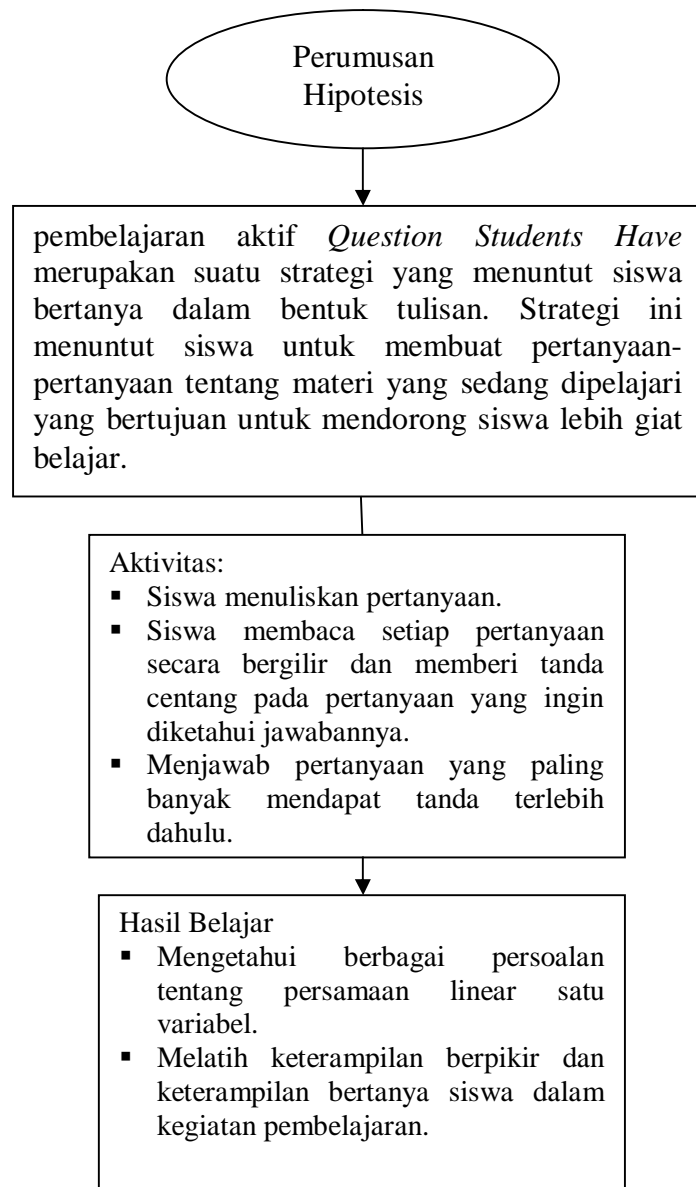 Perumusan
Hipotesis
pembelajaran aktif Question Students Have
merupakan suatu strategi yang menuntut siswa
bertanya dalam bentuk tulisan. Strategi ini
menuntut siswa untuk membuat pertanyaan-
pertanyaan tentang materi yang sedang dipelajari
yang bertujuan untuk mendorong siswa lebih giat
belajar.
Aktivitas:
▪ Siswa menuliskan pertanyaan.
▪ Siswa membaca setiap pertanyaan
secara bergilir dan memberi tanda
centang pada pertanyaan yang ingin
diketahui jawabannya.
▪ Menjawab pertanyaan yang paling
banyak mendapat tanda terlebih
dahulu.
Hasil Belajar
▪ Mengetahui berbagai persoalan
tentang persamaan linear satu
variabel.
▪ Melatih keterampilan berpikir dan
keterampilan bertanya siswa dalam
kegiatan pembelajaran.